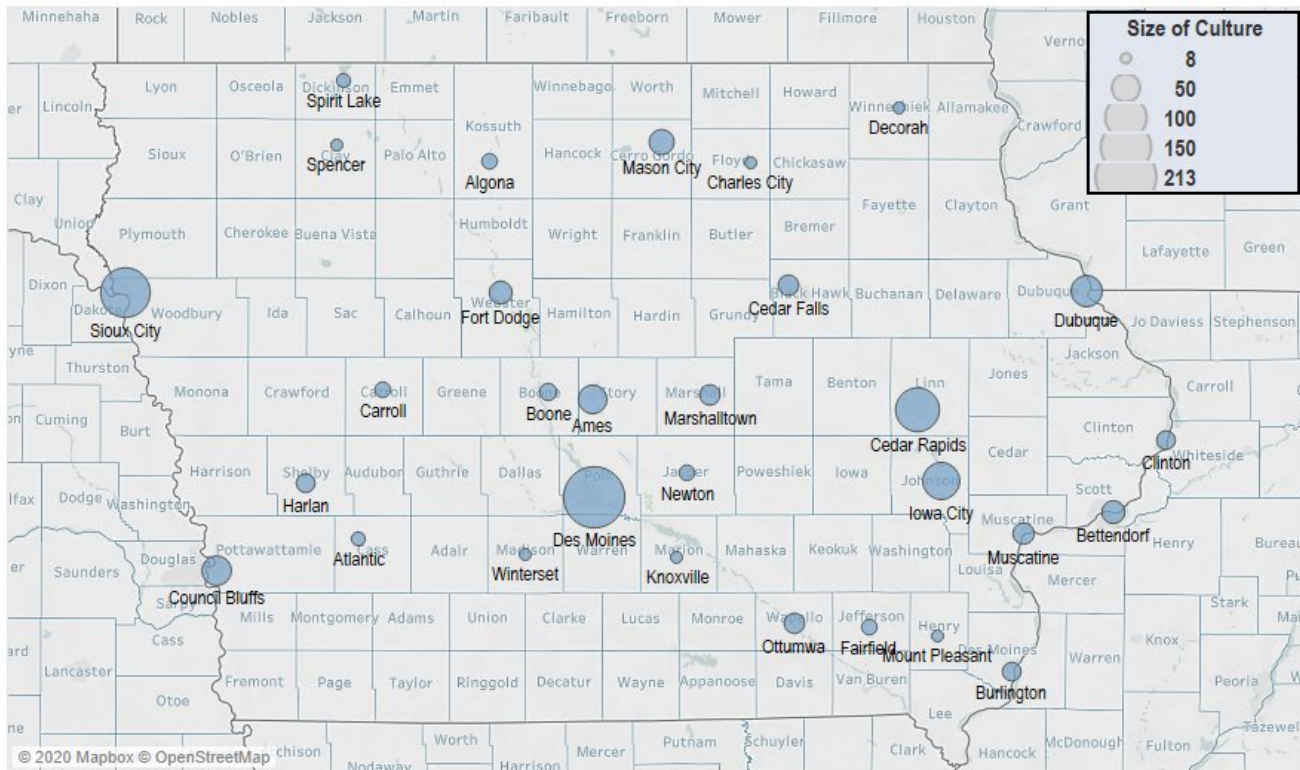 Minnehaha Rock Nobles Jackson Martin Faribault Freeborn Mower Fillmore Houston
Size of Culture
8
50
100
150
213
Vern
Lyon Osceola Dickinson Emmet Winnebago Worth Mitchell Howard Winneshiek Allamakee Crawford
Lincoln
Spirit Lake
Decorah
Kossuth
Sioux O'Brien Clay Palo Alto Hancock Cerro Gordo Floyd Chickasaw
Spencer
Algona
Mason City
Charles City
Clay
Union
Fayette Clayton Grant
Plymouth Cherokee Buena Vista Humboldt Wright Franklin Butler Bremer
Lafayette Green
Dixon
Dakota Woodbury Ida Sac Calhoun Webster Hamilton Hardin Grundy Black Hawk Buchanan Delaware Dubuque Jo Daviess Stephenson
Sioux City
Fort Dodge
Cedar Falls
Dubuque
Thurston
Jackson
Monona Crawford Carroll Greene Boone Story Marshall Tama Benton Linn Jones Carroll
Carroll
Boone
Ames
Marshalltown
Cedar Rapids
Cuming Burt
Clinton
Clinton
Whiteside
Harrison Shelby Audubon Guthrie Dallas Polk Jasper Poweshiek Iowa Johnson Cedar
Harlan
Newton
Iowa City
Scott
Dodge Washington
Des Moines
Bettendorf
Muscatine
Muscatine
Henry Bureau
Saunders Douglas Pottawattamie Cass Adair Madison Warren Marion Mahaska Keokuk Washington
Atlantic
Winterset
Knoxville
Louisa
Mercer
Council Bluffs
Sarpy
Stark
Cass
Mills Montgomery Adams Union Clarke Lucas Monroe Wapello Jefferson Henry Des Moines Warren Knox
Ottumwa
Fairfield
Mount Pleasant
Burlington
Lancaster
Otoe
Fremont Page Taylor Ringgold Decatur Wayne Appanoose Davis Van Buren Lee Peoria
Tazewel
© 2020 Mapbox © OpenStreetMap
Nodaway Worth Harrison Mercer Putnam Schuyler Clark Hancock McDonough Fulton